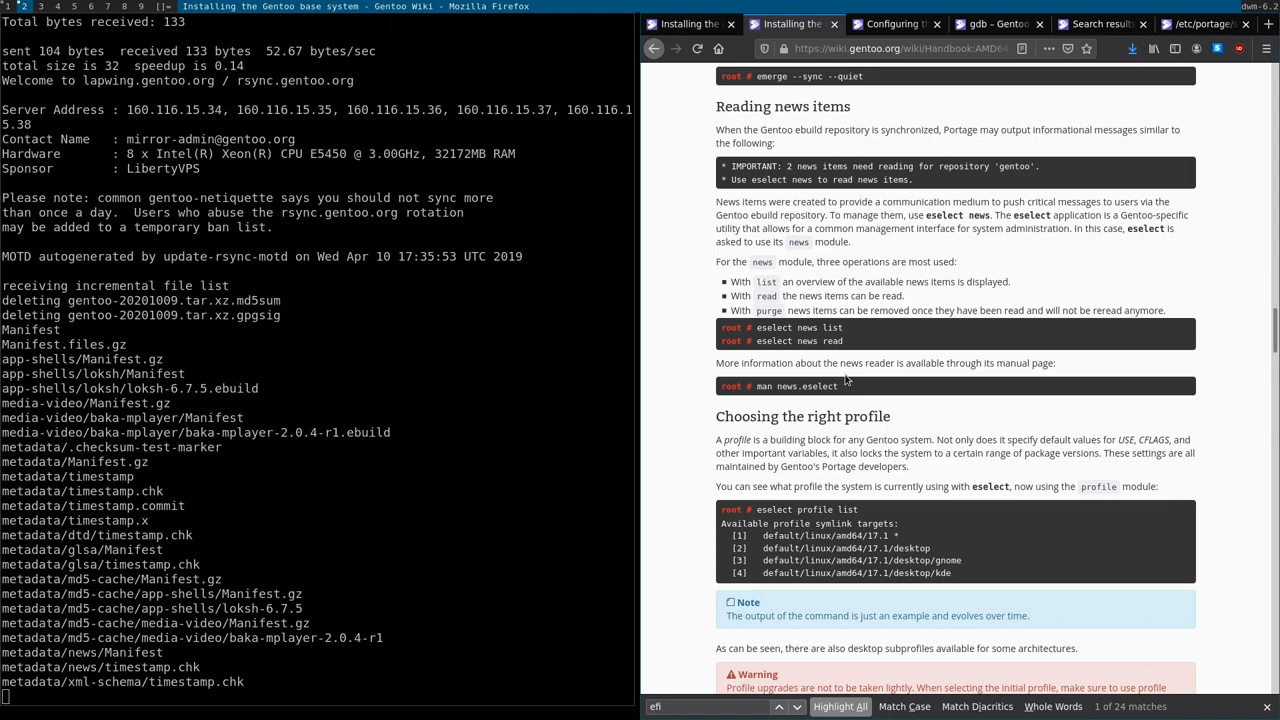 1 2 3 4 5 6 7 8 9 []= Installing the Gentoo base system - Gentoo Wiki - Mozilla Firefox dwm-6.2
Total bytes received: 133
sent 104 bytes  received 133 bytes  52.67 bytes/sec
total size is 32  speedup is 0.14
Welcome to lapwing.gentoo.org / rsync.gentoo.org
Server Address : 160.116.15.34, 160.116.15.35, 160.116.15.36, 160.116.15.37, 160.116.1
5.38
Contact Name   : mirror-admin@gentoo.org
Hardware       : 8 x Intel(R) Xeon(R) CPU E5450 @ 3.00GHz, 32172MB RAM
Sponsor        : LibertyVPS
Please note: common gentoo-netiquette says you should not sync more
than once a day.  Users who abuse the rsync.gentoo.org rotation
may be added to a temporary ban list.
MOTD autogenerated by update-rsync-motd on Wed Apr 10 17:35:53 UTC 2019
receiving incremental file list
deleting gentoo-20201009.tar.xz.md5sum
deleting gentoo-20201009.tar.xz.gpgsig
Manifest
Manifest.files.gz
app-shells/Manifest.gz
app-shells/loksh/Manifest
app-shells/loksh/loksh-6.7.5.ebuild
media-video/Manifest.gz
media-video/baka-mplayer/Manifest
media-video/baka-mplayer/baka-mplayer-2.0.4-r1.ebuild
metadata/.checksum-test-marker
metadata/Manifest.gz
metadata/timestamp
metadata/timestamp.chk
metadata/timestamp.commit
metadata/timestamp.x
metadata/dtd/timestamp.chk
metadata/glsa/Manifest
metadata/glsa/timestamp.chk
metadata/md5-cache/Manifest.gz
metadata/md5-cache/app-shells/Manifest.gz
metadata/md5-cache/app-shells/loksh-6.7.5
metadata/md5-cache/media-video/Manifest.gz
metadata/md5-cache/media-video/baka-mplayer-2.0.4-r1
metadata/news/Manifest
metadata/news/timestamp.chk
metadata/xml-schema/timestamp.chk
Installing the Installing the Configuring th gdb – Gentoo Search results /etc/portage/
https://wiki.gentoo.org/wiki/Handbook:AMD6
root # emerge --sync --quiet
Reading news items
When the Gentoo ebuild repository is synchronized, Portage may output informational messages similar to
the following:
* IMPORTANT: 2 news items need reading for repository 'gentoo'.
* Use eselect news to read news items.
News items were created to provide a communication medium to push critical messages to users via the
Gentoo ebuild repository. To manage them, use eselect news. The eselect application is a Gentoo-specific
utility that allows for a common management interface for system administration. In this case, eselect is
asked to use its news module.
For the news module, three operations are most used:
With list an overview of the available news items is displayed.
With read the news items can be read.
With purge news items can be removed once they have been read and will not be reread anymore.
root # eselect news list
root # eselect news read
More information about the news reader is available through its manual page:
root # man news.eselect
Choosing the right profile
A profile is a building block for any Gentoo system. Not only does it specify default values for USE, CFLAGS, and
other important variables, it also locks the system to a certain range of package versions. These settings are all
maintained by Gentoo's Portage developers.
You can see what profile the system is currently using with eselect, now using the profile module:
root # eselect profile list
Available profile symlink targets:
[1]   default/linux/amd64/17.1 *
[2]   default/linux/amd64/17.1/desktop
[3]   default/linux/amd64/17.1/desktop/gnome
[4]   default/linux/amd64/17.1/desktop/kde
Note
The output of the command is just an example and evolves over time.
As can be seen, there are also desktop subprofiles available for some architectures.
Warning
Profile upgrades are not to be taken lightly. When selecting the initial profile, make sure to use profile
efi Highlight All Match Case Match Diacritics Whole Words 1 of 24 matches